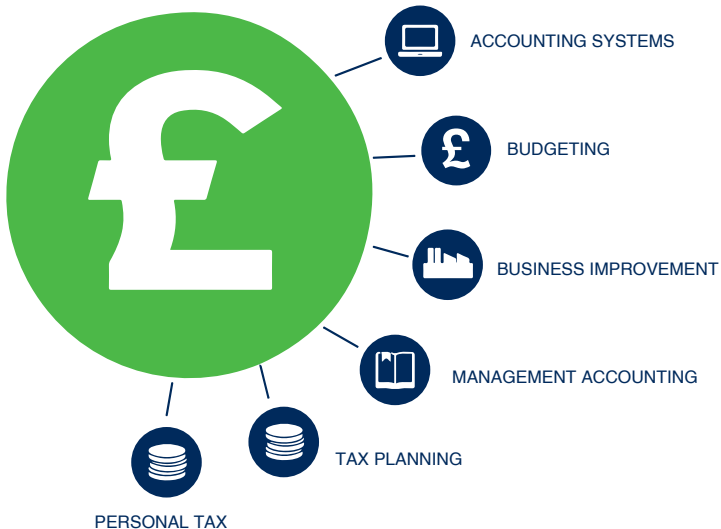 £
ACCOUNTING SYSTEMS
£
BUDGETING
BUSINESS IMPROVEMENT
MANAGEMENT ACCOUNTING
TAX PLANNING
PERSONAL TAX